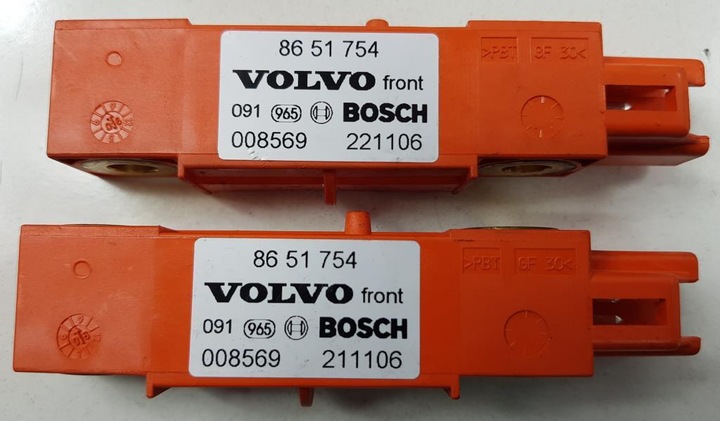 86 51 754
VOLVO front
091 965 BOSCH
008569 221106
>PBT GF 30<
86 51 754
VOLVO front
091 965 BOSCH
008569 211106
>PBT GF 30<